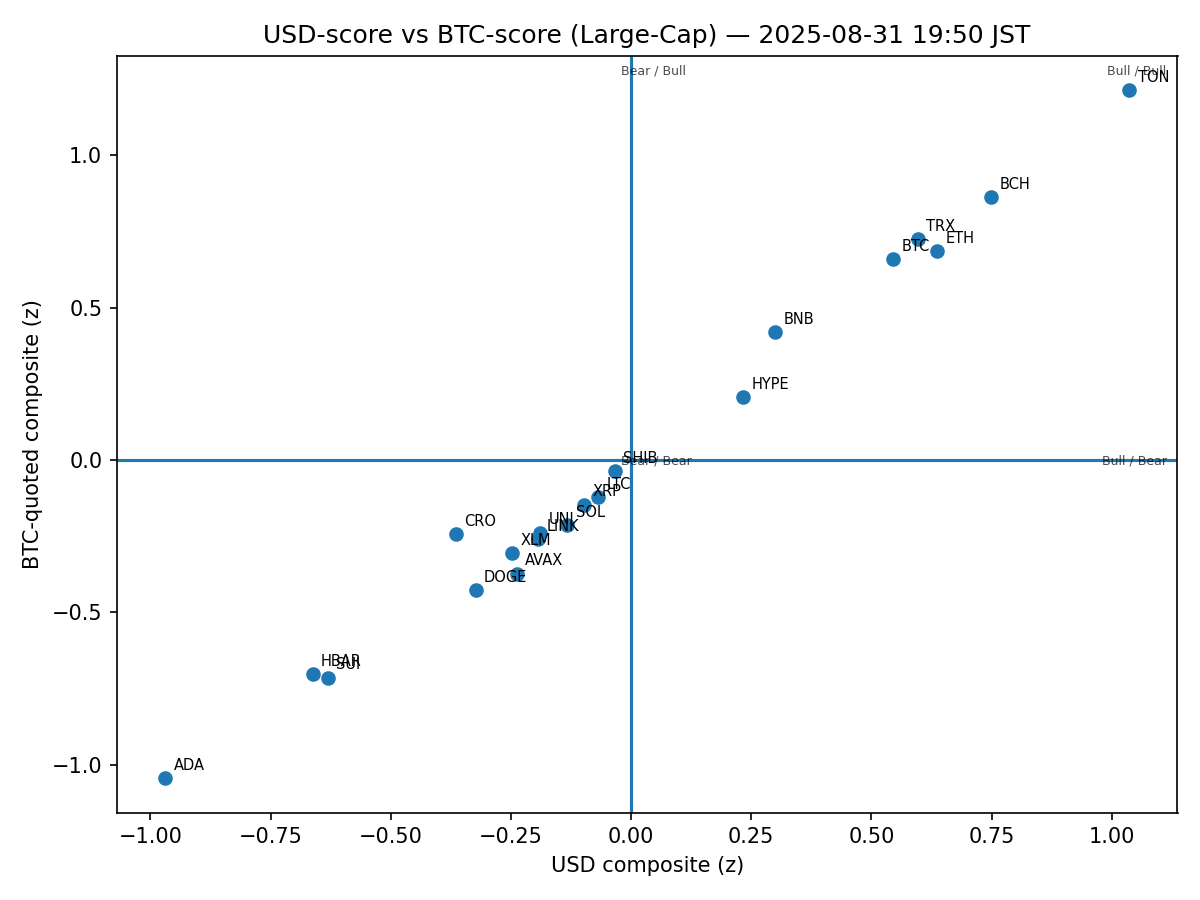 USD-score vs BTC-score (Large-Cap) — 2025-08-31 19:50 JST
Bear / Bull
Bull / Bull
TON
BCH
TRX
ETH
BTC
BNB
HYPE
SHIB
Bear / Bear
Bull / Bear
LTC
XRP
SOL
UNI
LINK
CRO
XLM
AVAX
DOGE
HBAR
SUI
ADA
1.0
0.5
0.0
−0.5
−1.0
BTC-quoted composite (z)
−1.00
−0.75
−0.50
−0.25
0.00
0.25
0.50
0.75
1.00
USD composite (z)